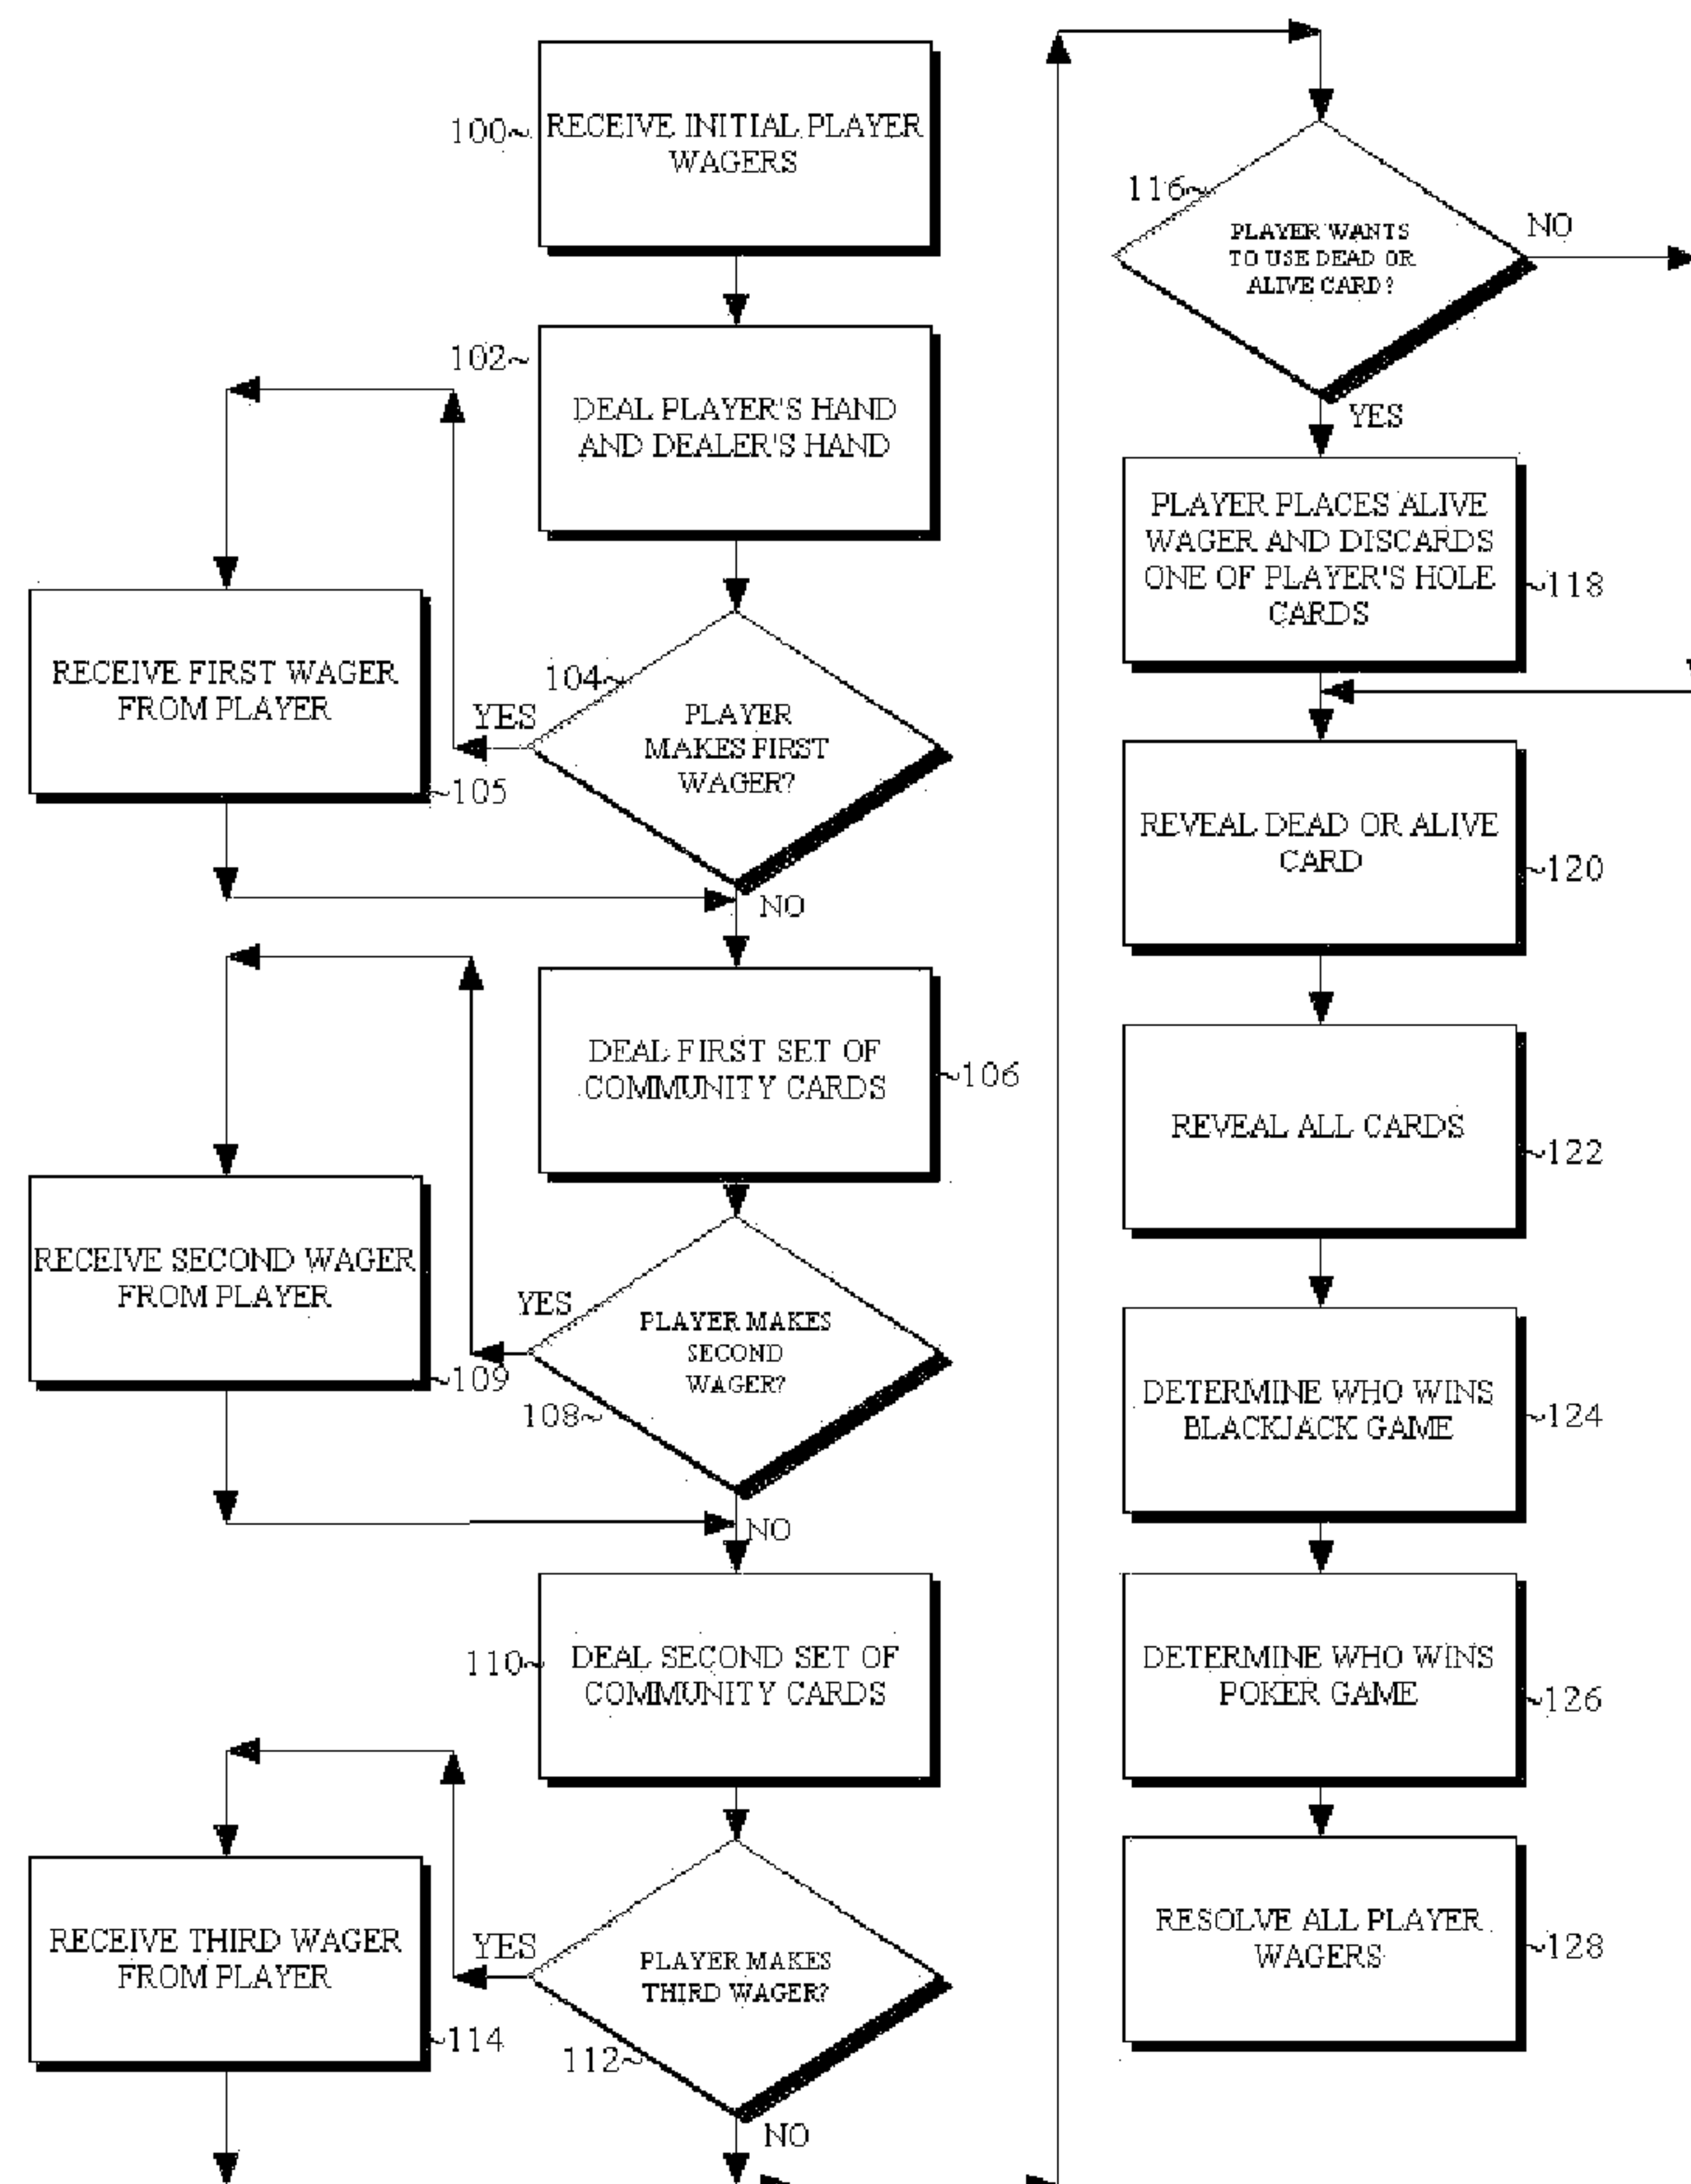 100
RECEIVE INITIAL PLAYER
WAGERS
102
DEAL PLAYER'S HAND
AND DEALER'S HAND
104
YES
PLAYER
MAKES FIRST
WAGER?
NO
RECEIVE FIRST WAGER
FROM PLAYER
105
DEAL FIRST SET OF
COMMUNITY CARDS
106
YES
PLAYER MAKES
SECOND
WAGER?
108
NO
RECEIVE SECOND WAGER
FROM PLAYER
109
110
DEAL SECOND SET OF
COMMUNITY CARDS
YES
PLAYER MAKES
THIRD WAGER?
112
NO
RECEIVE THIRD WAGER
FROM PLAYER
114
116
PLAYER WANTS
TO USE DEAD OR
ALIVE CARD?
NO
YES
PLAYER PLACES ALIVE
WAGER AND DISCARDS
ONE OF PLAYER'S HOLE
CARDS
118
REVEAL DEAD OR ALIVE
CARD
120
REVEAL ALL CARDS
122
DETERMINE WHO WINS
BLACKJACK GAME
124
DETERMINE WHO WINS
POKER GAME
126
RESOLVE ALL PLAYER
WAGERS
128